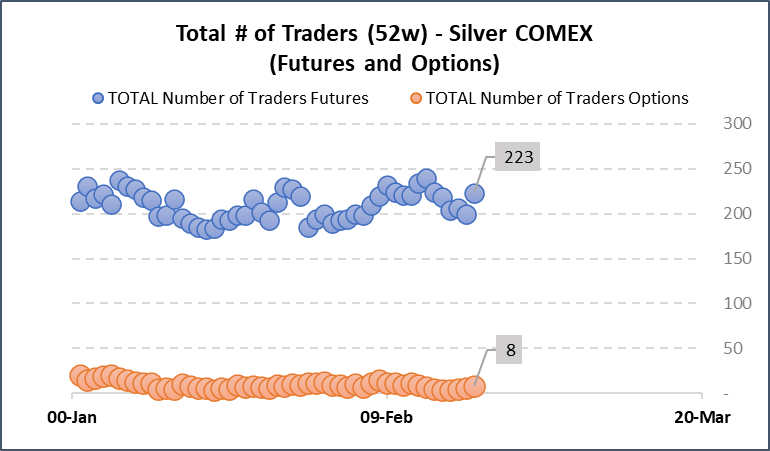 Total # of Traders (52w) - Silver COMEX
(Futures and Options)
TOTAL Number of Traders Futures
TOTAL Number of Traders Options
300
250
223
200
150
100
50
8
-
00-Jan
09-Feb
20-Mar